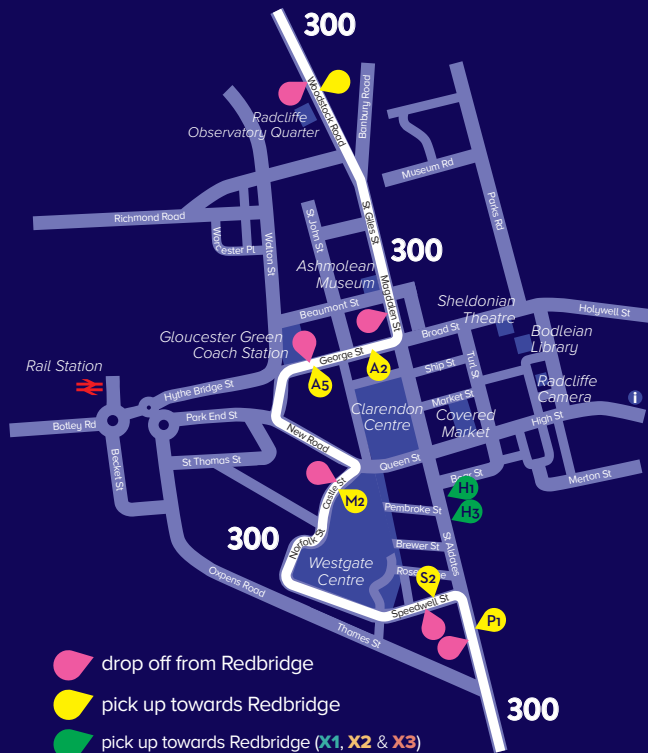 300
Woodstock Road
Banbury Road
Radcliffe
Observatory Quarter
Museum Rd
Parks Rd
Richmond Road
Worcester Pl
Walton St
St John St
St Giles St
300
Ashmolean
Museum
Magdalen St
Beaumont St
Sheldonian
Theatre
Holywell St
Broad St
Bodleian
Library
Gloucester Green
Coach Station
George St
A2
A5
Ship St
Turl St
Rail Station
Hythe Bridge St
Market St
Radcliffe
Camera
i
Clarendon
Centre
Covered
Market
High St
Park End St
Botley Rd
New Road
Queen St
Becket St
St Thomas St
Bear St
Merton St
Castle St
H1
M2
Pembroke St
H3
300
Norfolk St
Brewer St
St Aldates
Westgate
Centre
S2
Oxpens Road
Speedwell St
P1
Thames St
drop off from Redbridge
pick up towards Redbridge
300
pick up towards Redbridge (X1, X2 & X3)